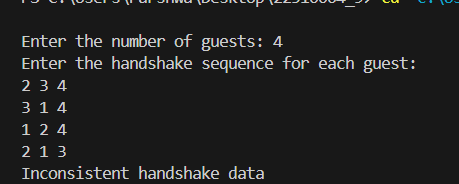 Enter the number of guests: 4
Enter the handshake sequence for each guest:
2 3 4
3 1 4
1 2 4
2 1 3
Inconsistent handshake data